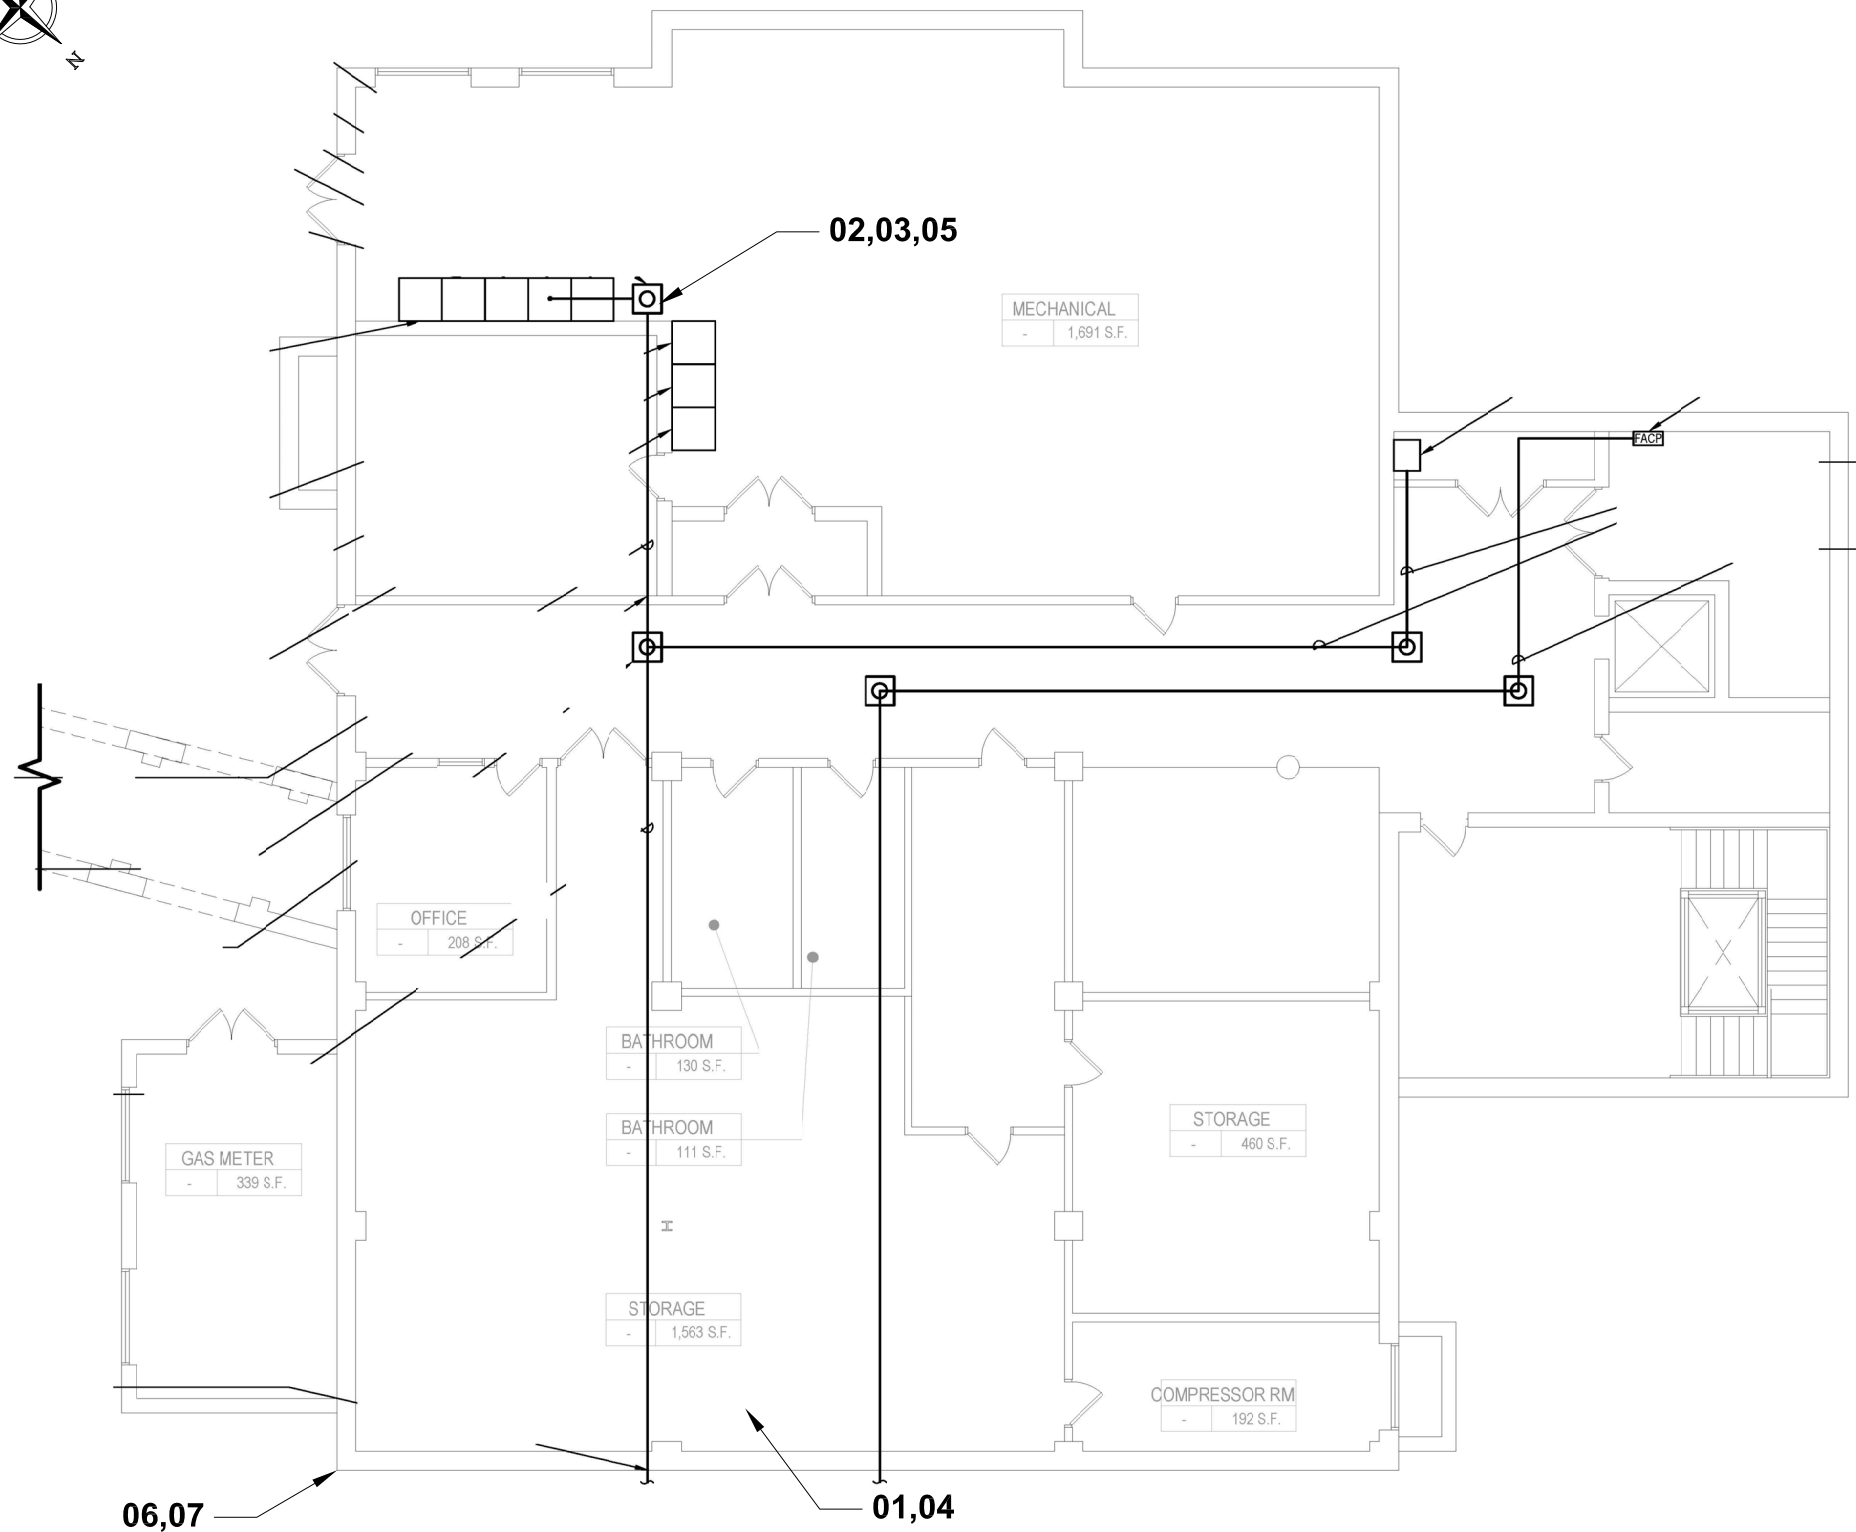 N
02,03,05
MECHANICAL
- 1,691 S.F.
FACP
OFFICE
- 208 S.F.
BATHROOM
- 130 S.F.
BATHROOM
- 111 S.F.
STORAGE
- 460 S.F.
GAS METER
- 339 S.F.
STORAGE
- 1,563 S.F.
COMPRESSOR RM
- 192 S.F.
06,07
01,04